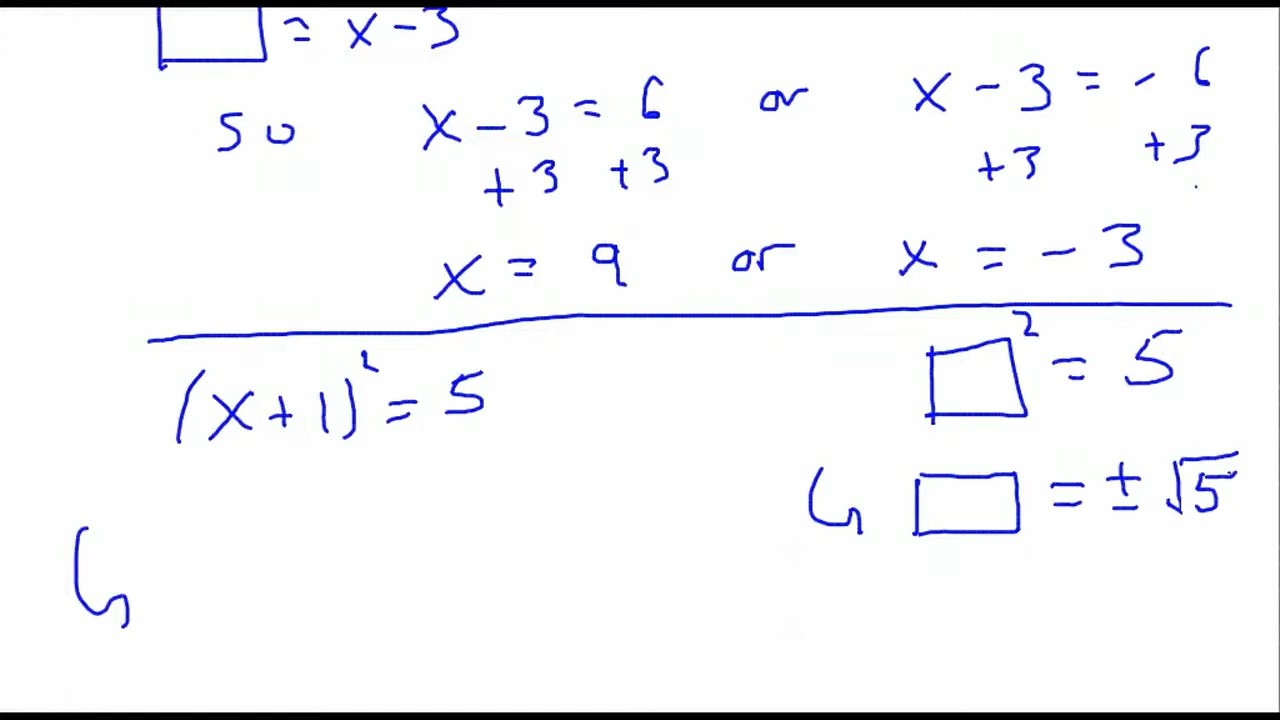 □ = x - 3
so x - 3 = 6 or x - 3 = - 6
+3 +3 +3 +3
x = 9 or x = - 3
(x+1)² = 5
□² = 5
↳ □ = ± √5
↳